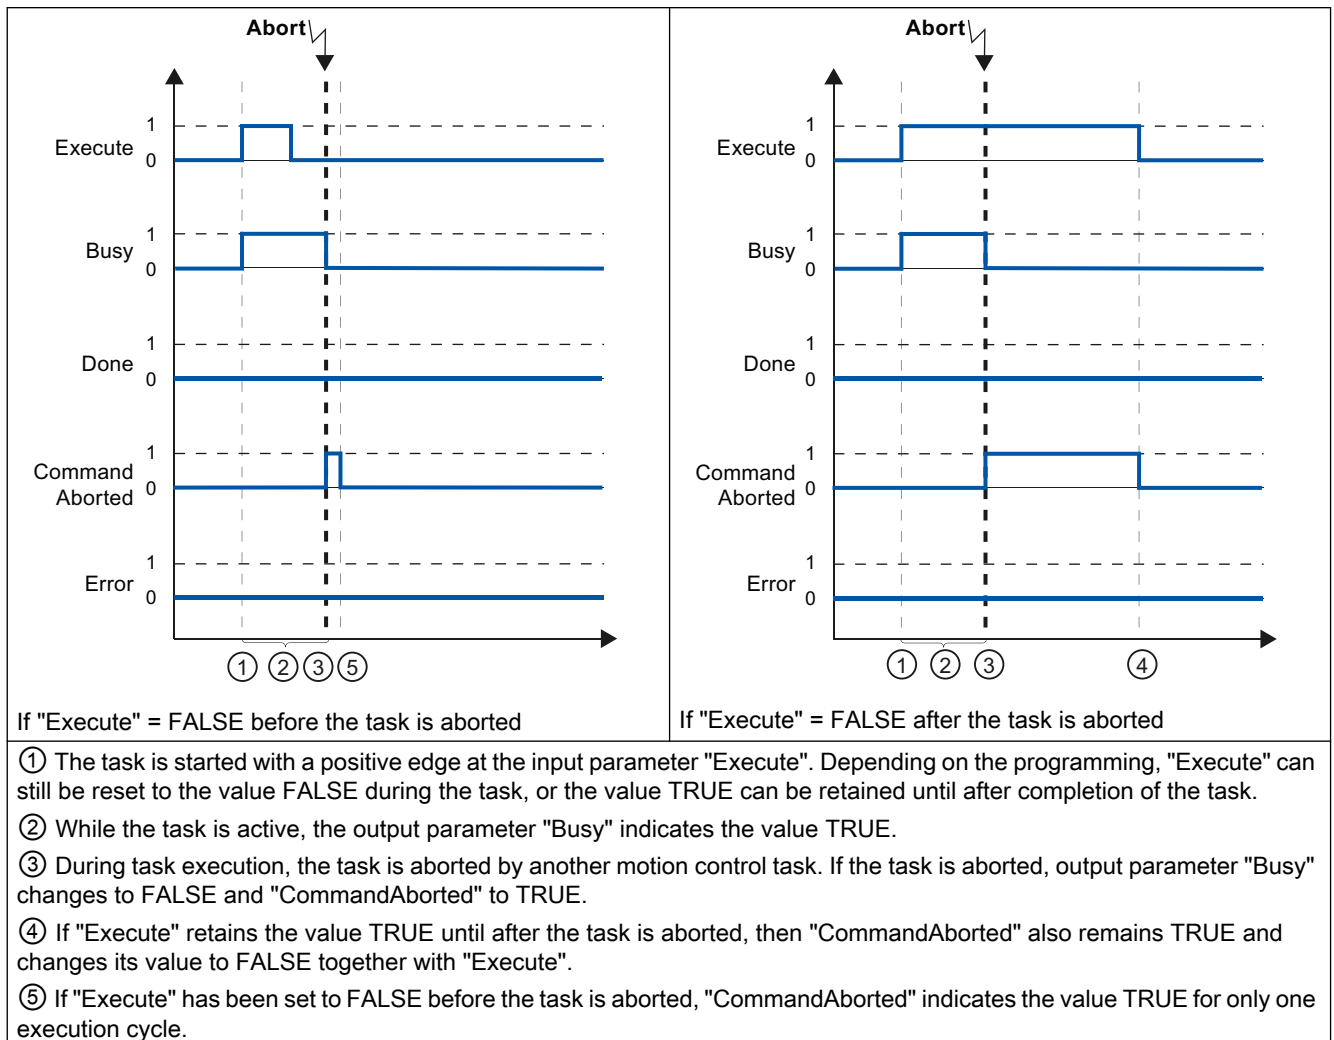 Abort
1
Execute
0
1
Busy
0
1
Done
0
1
Command
Aborted
0
1
Error
0
① ② ③ ⑤
If "Execute" = FALSE before the task is aborted
Abort
1
Execute
0
1
Busy
0
1
Done
0
1
Command
Aborted
0
1
Error
0
① ② ③ ④
If "Execute" = FALSE after the task is aborted
① The task is started with a positive edge at the input parameter "Execute". Depending on the programming, "Execute" can
still be reset to the value FALSE during the task, or the value TRUE can be retained until after completion of the task.
② While the task is active, the output parameter "Busy" indicates the value TRUE.
③ During task execution, the task is aborted by another motion control task. If the task is aborted, output parameter "Busy"
changes to FALSE and "CommandAborted" to TRUE.
④ If "Execute" retains the value TRUE until after the task is aborted, then "CommandAborted" also remains TRUE and
changes its value to FALSE together with "Execute".
⑤ If "Execute" has been set to FALSE before the task is aborted, "CommandAborted" indicates the value TRUE for only one
execution cycle.